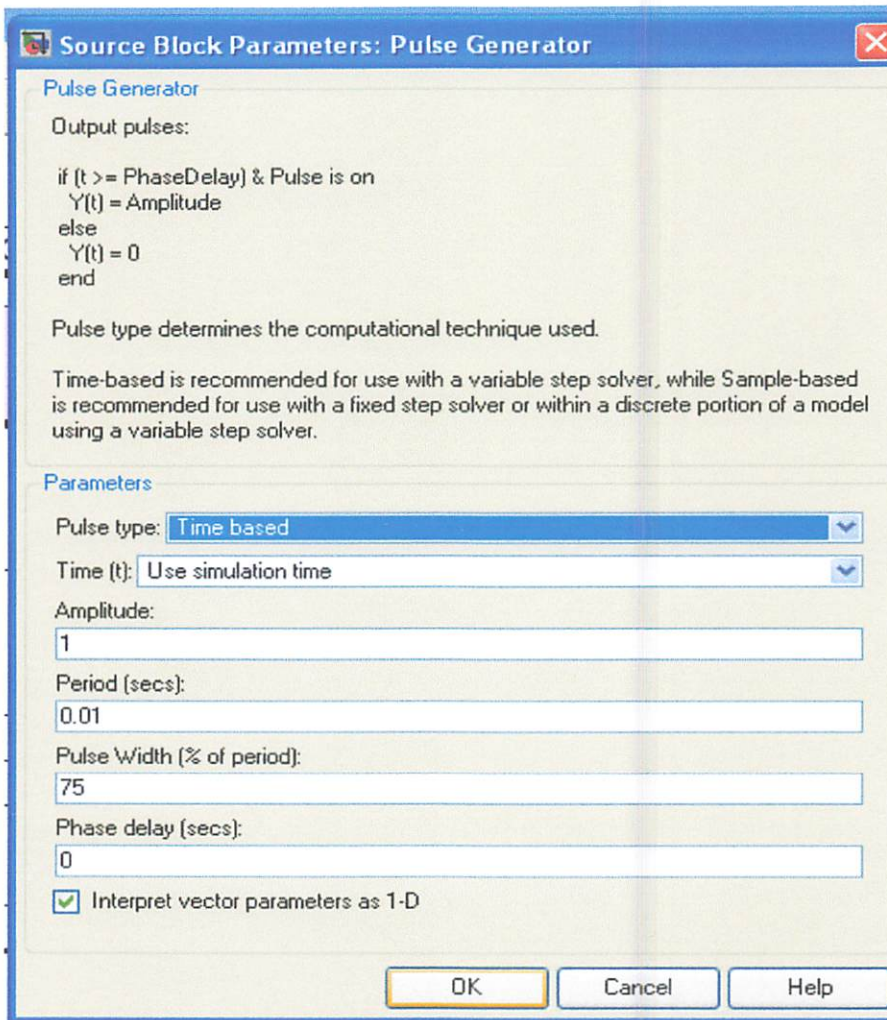 Source Block Parameters: Pulse Generator
Pulse Generator
Output pulses:
if (t >= PhaseDelay) & Pulse is on
Y(t) = Amplitude
else
Y(t) = 0
end
Pulse type determines the computational technique used.
Time-based is recommended for use with a variable step solver, while Sample-based
is recommended for use with a fixed step solver or within a discrete portion of a model
using a variable step solver.
Parameters
Pulse type: Time based
Time (t): Use simulation time
Amplitude:
1
Period (secs):
0.01
Pulse Width (% of period):
75
Phase delay (secs):
0
Interpret vector parameters as 1-D
OK Cancel Help